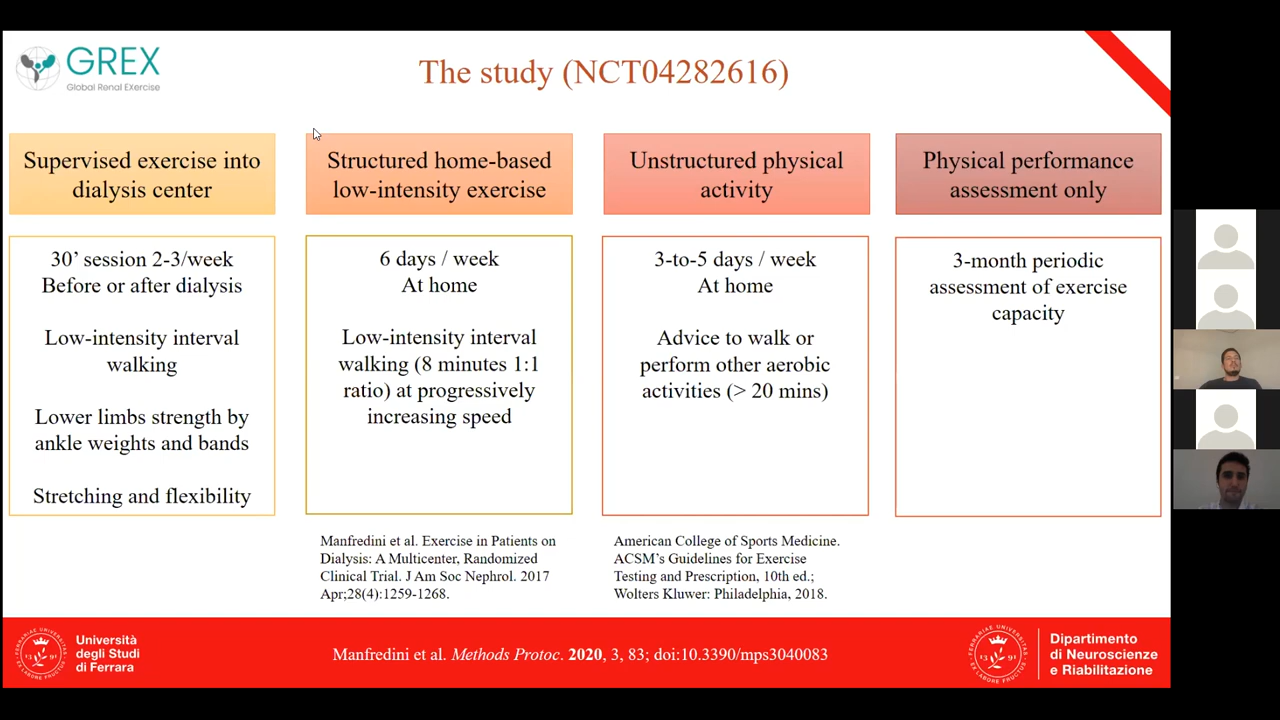 GREX
Global Renal Exercise
The study (NCT04282616)
Supervised exercise into
dialysis center
30’ session 2-3/week
Before or after dialysis
Low-intensity interval
walking
Lower limbs strength by
ankle weights and bands
Stretching and flexibility
Structured home-based
low-intensity exercise
6 days / week
At home
Low-intensity interval
walking (8 minutes 1:1
ratio) at progressively
increasing speed
Manfredini et al. Exercise in Patients on
Dialysis: A Multicenter, Randomized
Clinical Trial. J Am Soc Nephrol. 2017
Apr;28(4):1259-1268.
Unstructured physical
activity
3-to-5 days / week
At home
Advice to walk or
perform other aerobic
activities (> 20 mins)
American College of Sports Medicine.
ACSM’s Guidelines for Exercise
Testing and Prescription, 10th ed.;
Wolters Kluwer: Philadelphia, 2018.
Physical performance
assessment only
3-month periodic
assessment of exercise
capacity
Università
degli Studi
di Ferrara
Manfredini et al. Methods Protoc. 2020, 3, 83; doi:10.3390/mps3040083
Dipartimento
di Neuroscienze
e Riabilitazione